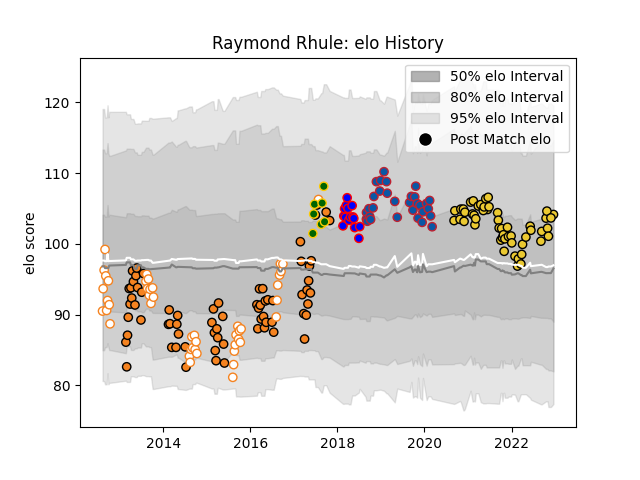 Raymond Rhule: elo History
50% elo Interval
80% elo Interval
95% elo Interval
Post Match elo
elo score
120
110
100
90
80
2014
2016
2018
2020
2022